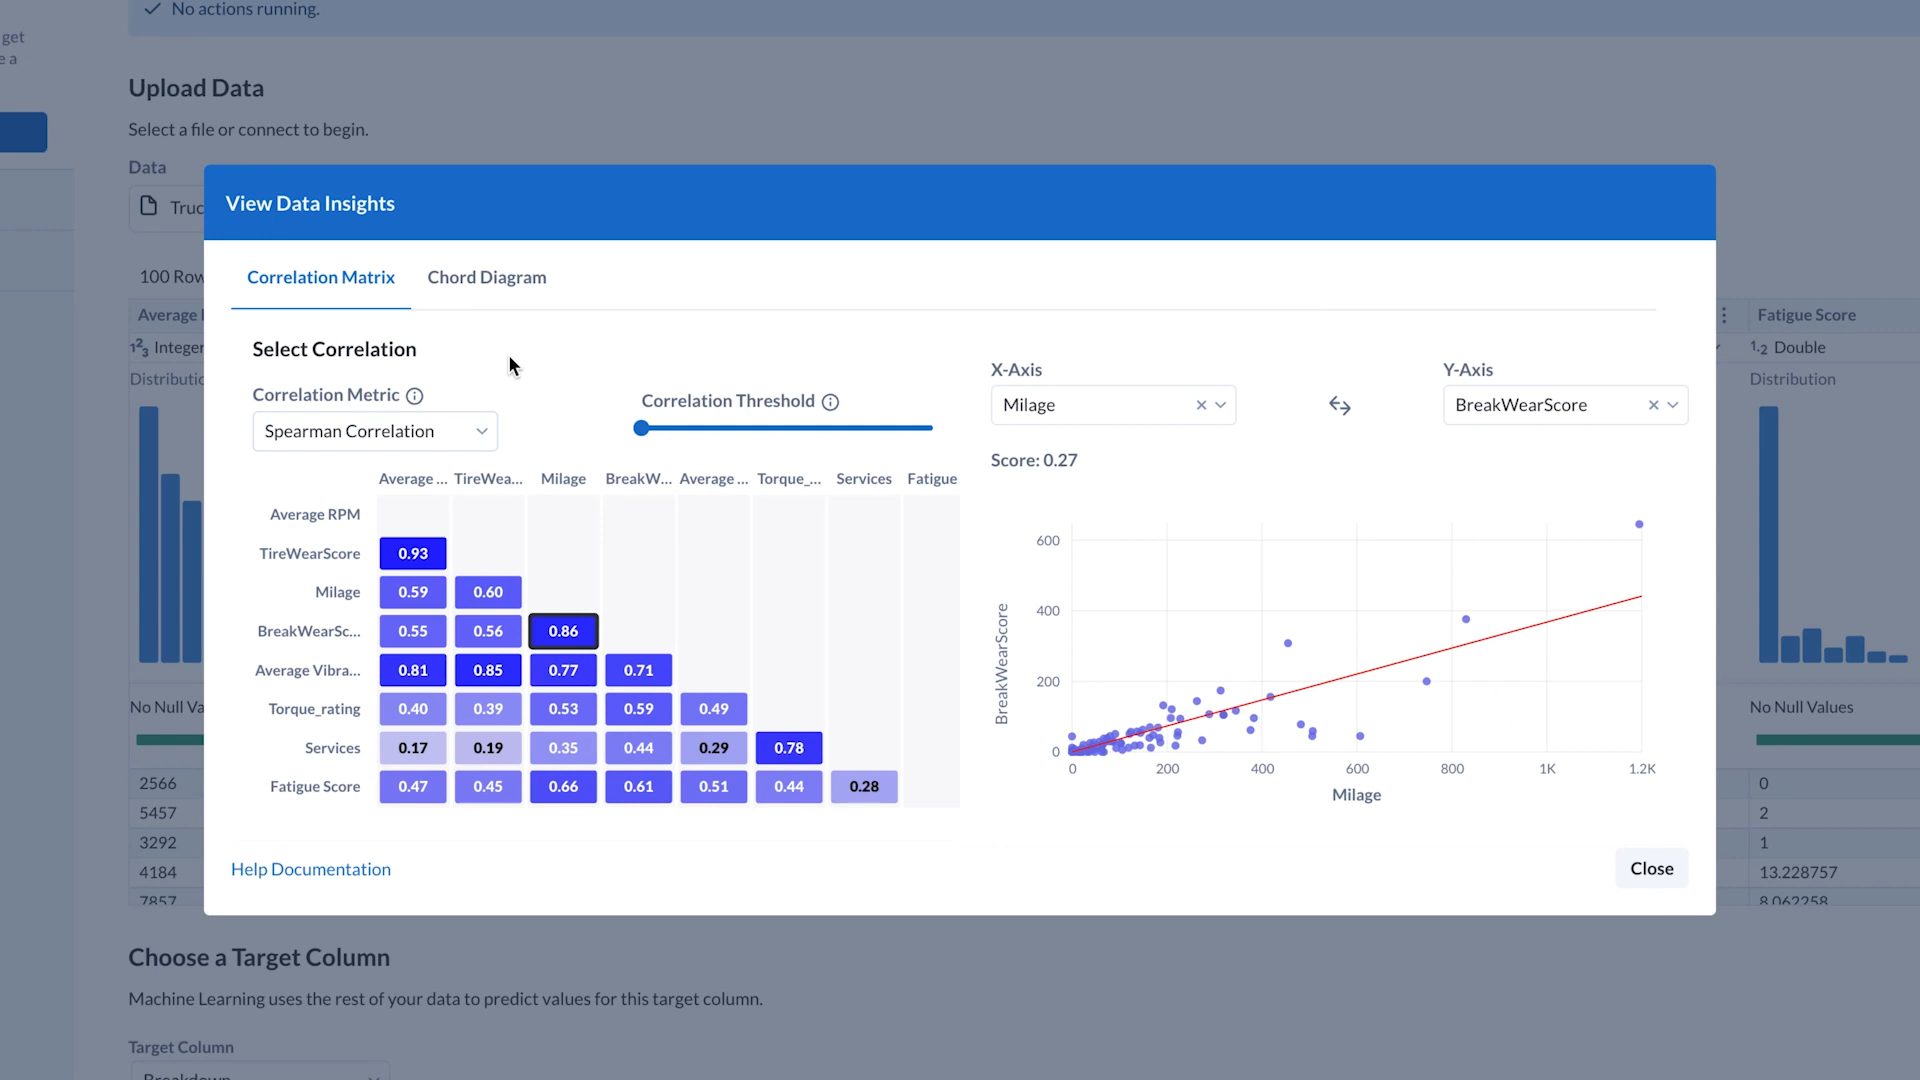 No actions running.
get
e a
Upload Data
Select a file or connect to begin.
Data
Truc
View Data Insights
Correlation Matrix
Chord Diagram
100 Row
Average
Integer
Distributio
No Null Va
2566
5457
3292
4184
7857
Select Correlation
Correlation Metric
Spearman Correlation
Correlation Threshold
Average ... TireWea... Milage BreakW... Average ... Torque_... Services Fatigue
Average RPM
TireWearScore 0.93
Milage 0.59 0.60
BreakWearSc... 0.55 0.56 0.86
Average Vibra... 0.81 0.85 0.77 0.71
Torque_rating 0.40 0.39 0.53 0.59 0.49
Services 0.17 0.19 0.35 0.44 0.29 0.78
Fatigue Score 0.47 0.45 0.66 0.61 0.51 0.44 0.28
X-Axis
Milage
Y-Axis
BreakWearScore
Score: 0.27
BreakWearScore
600
400
200
0
0 200 400 600 800 1K 1.2K
Milage
Help Documentation
Close
Fatigue Score
1.2 Double
Distribution
No Null Values
0
2
1
13.228757
8.062258
Choose a Target Column
Machine Learning uses the rest of your data to predict values for this target column.
Target Column
Breakdown